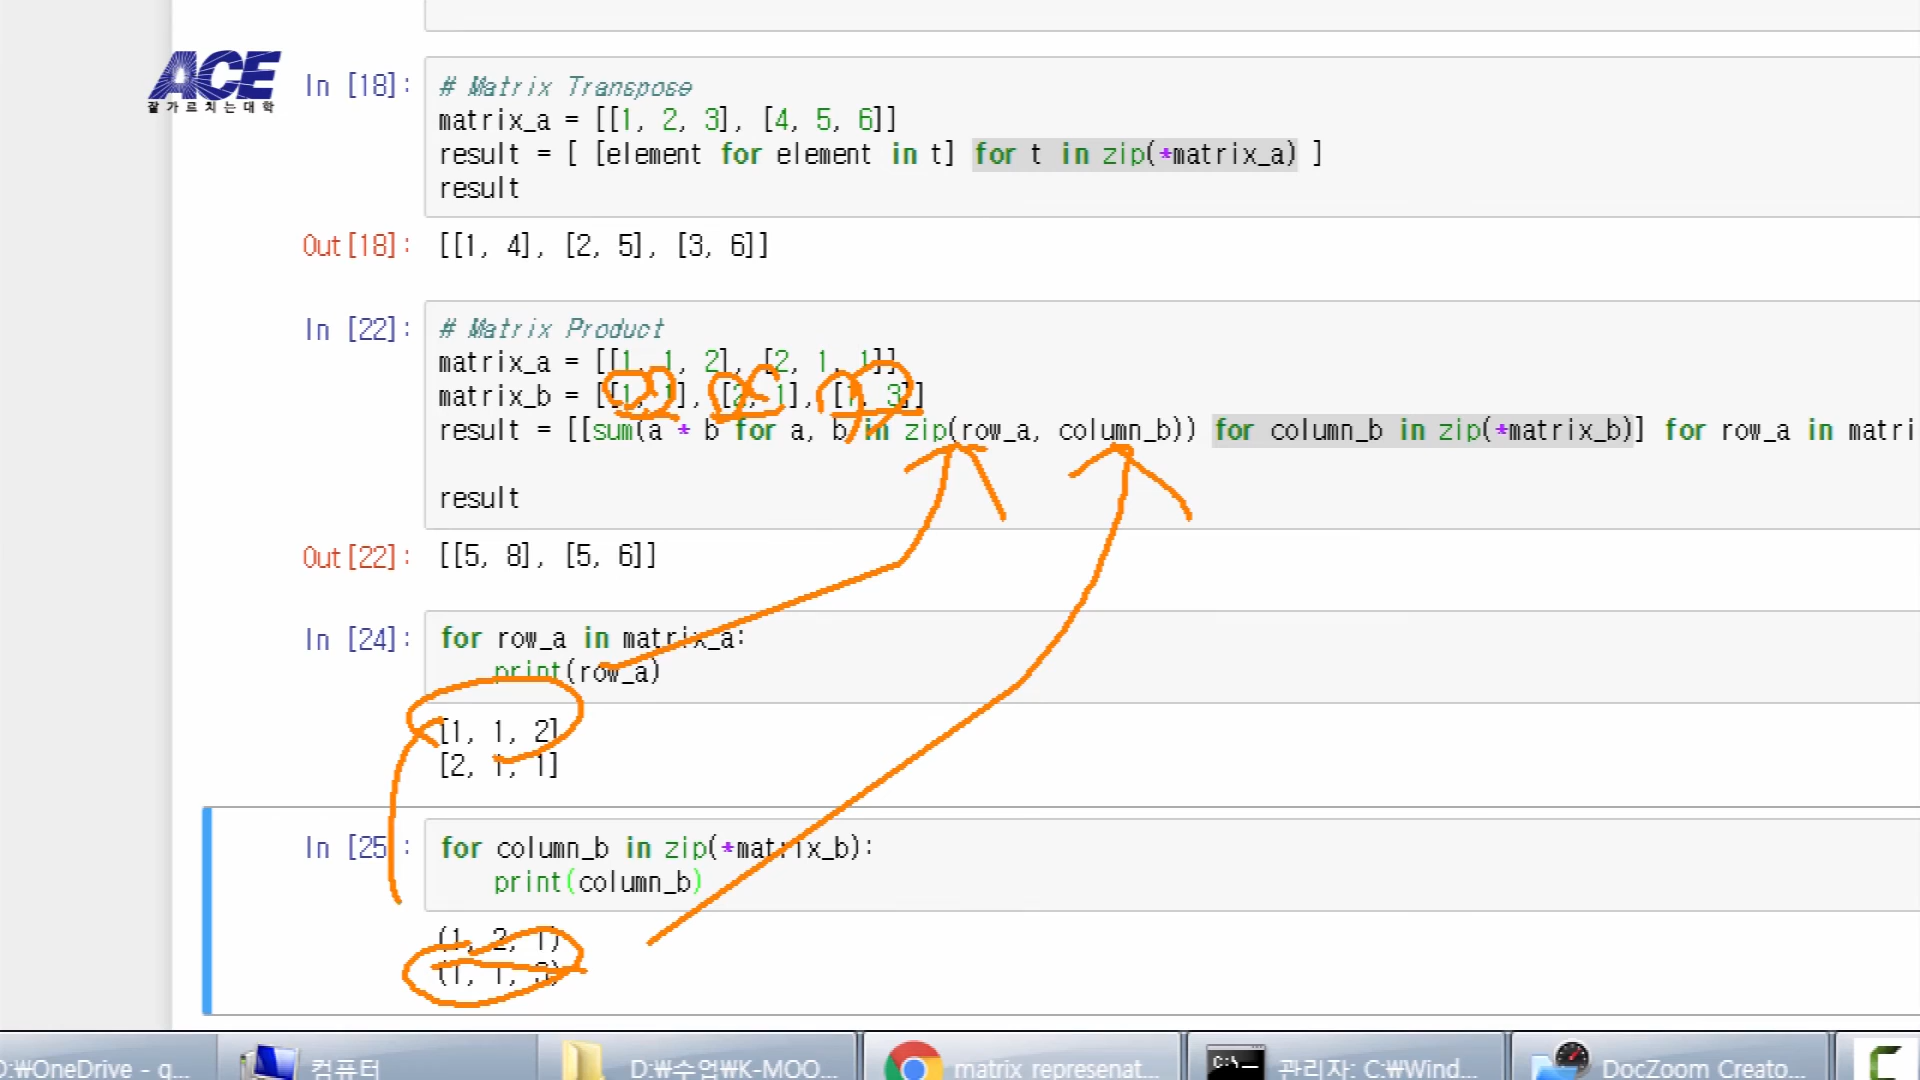 ACE
잘가르치는대학
In [18]:
# Matrix Transpose
matrix_a = [[1, 2, 3], [4, 5, 6]]
result = [ [element for element in t] for t in zip(*matrix_a) ]
result
Out[18]: [[1, 4], [2, 5], [3, 6]]
In [22]:
# Matrix Product
matrix_a = [[1, 1, 2], [2, 1, 1]]
matrix_b = [[1, 1], [2, 1], [1, 3]]
result = [[sum(a * b for a, b in zip(row_a, column_b)) for column_b in zip(*matrix_b)] for row_a in matri
result
Out[22]: [[5, 8], [5, 6]]
In [24]:
for row_a in matrix_a:
print(row_a)
[1, 1, 2]
[2, 1, 1]
In [25]:
for column_b in zip(*matrix_b):
print(column_b)
(1, 2, 1)
(1, 1, 3)
D:₩OneDrive - q...
컴퓨터
D:₩수업₩K-MOO...
matrix represenat...
관리자: C:₩Wind...
DocZoom Creato...